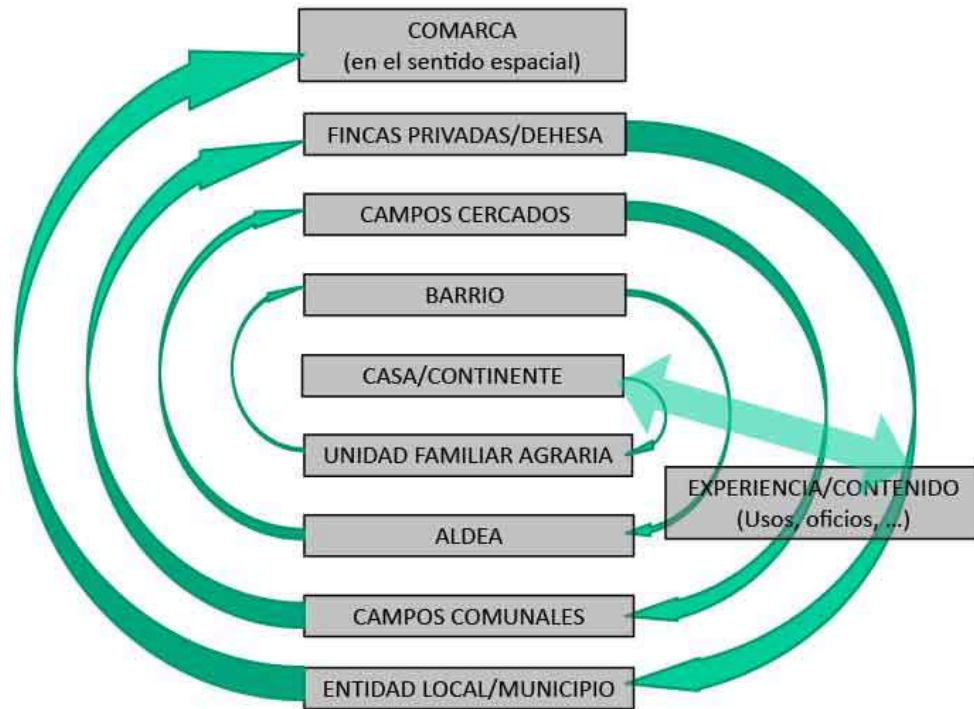 COMARCA
(en el sentido espacial)
FINCAS PRIVADAS/DEHESA
CAMPOS CERCADOS
BARRIO
CASA/CONTINENTE
UNIDAD FAMILIAR AGRARIA
EXPERIENCIA/CONTENIDO
(Usos, oficios, ...)
ALDEA
CAMPOS COMUNALES
ENTIDAD LOCAL/MUNICIPIO